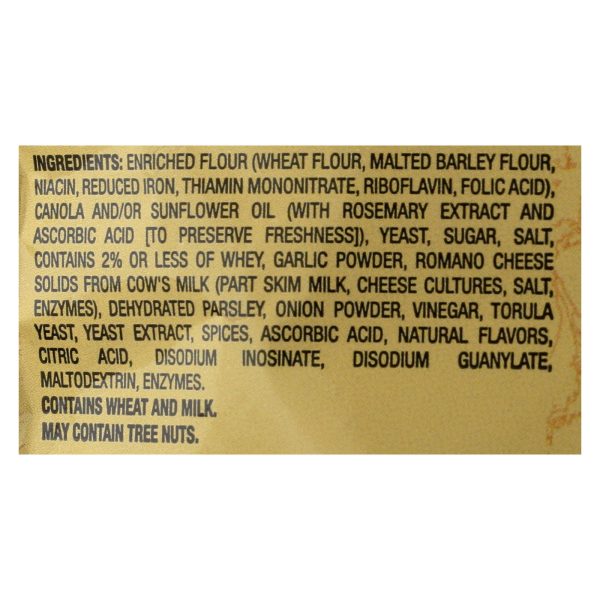 INGREDIENTS: ENRICHED FLOUR (WHEAT FLOUR, MALTED BARLEY FLOUR,
NIACIN, REDUCED IRON, THIAMIN MONONITRATE, RIBOFLAVIN, FOLIC ACID),
CANOLA AND/OR SUNFLOWER OIL (WITH ROSEMARY EXTRACT AND
ASCORBIC ACID [TO PRESERVE FRESHNESS]), YEAST, SUGAR, SALT,
CONTAINS 2% OR LESS OF WHEY, GARLIC POWDER, ROMANO CHEESE
SOLIDS FROM COW'S MILK (PART SKIM MILK, CHEESE CULTURES, SALT,
ENZYMES), DEHYDRATED PARSLEY, ONION POWDER, VINEGAR, TORULA
YEAST, YEAST EXTRACT, SPICES, ASCORBIC ACID, NATURAL FLAVORS,
CITRIC ACID, DISODIUM INOSINATE, DISODIUM GUANYLATE,
MALTODEXTRIN, ENZYMES.
CONTAINS WHEAT AND MILK.
MAY CONTAIN TREE NUTS.